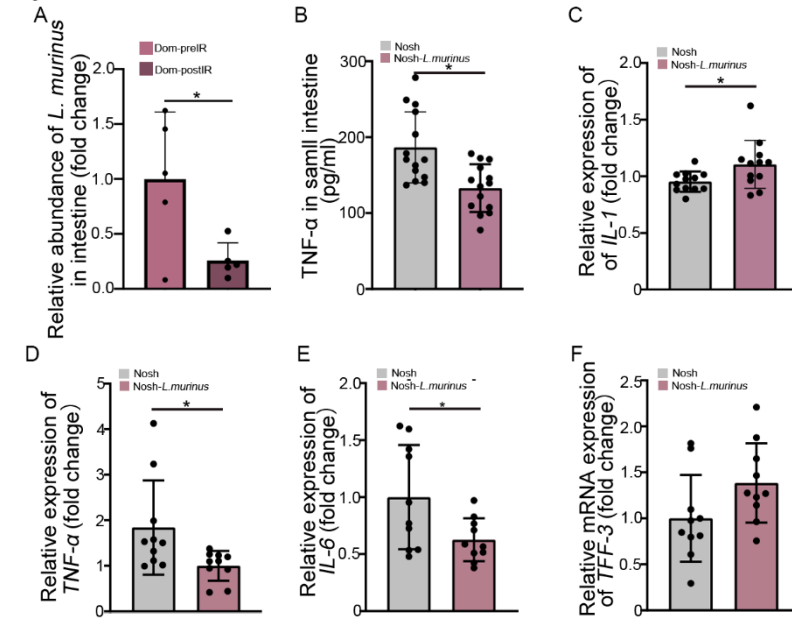 A
Relative abundance of L. murinus
in intestine (fold change)
Dom-preIR
Dom-postIR
2.0
1.5
1.0
0.5
0.0
*
B
TNF-α in samll intestine
(pg/ml)
Nosh
Nosh-L.murinus
300
200
100
0
*
C
Relative expression of
of IL-1 (fold change)
Nosh
Nosh-L.murinus
2.0
1.5
1.0
0.5
0
*
D
Relative expression of
TNF-α (fold change)
Nosh
Nosh-L.murinus
5
4
3
2
1
0
*
E
Relative expression of
IL-6 (fold change)
Nosh
Nosh-L.murinus
2.0
1.5
1.0
0.5
0
*
F
Relative mRNA expression
of TFF-3 (fold change)
Nosh
Nosh-L.murinus
2.5
2.0
1.5
1.0
0.5
0